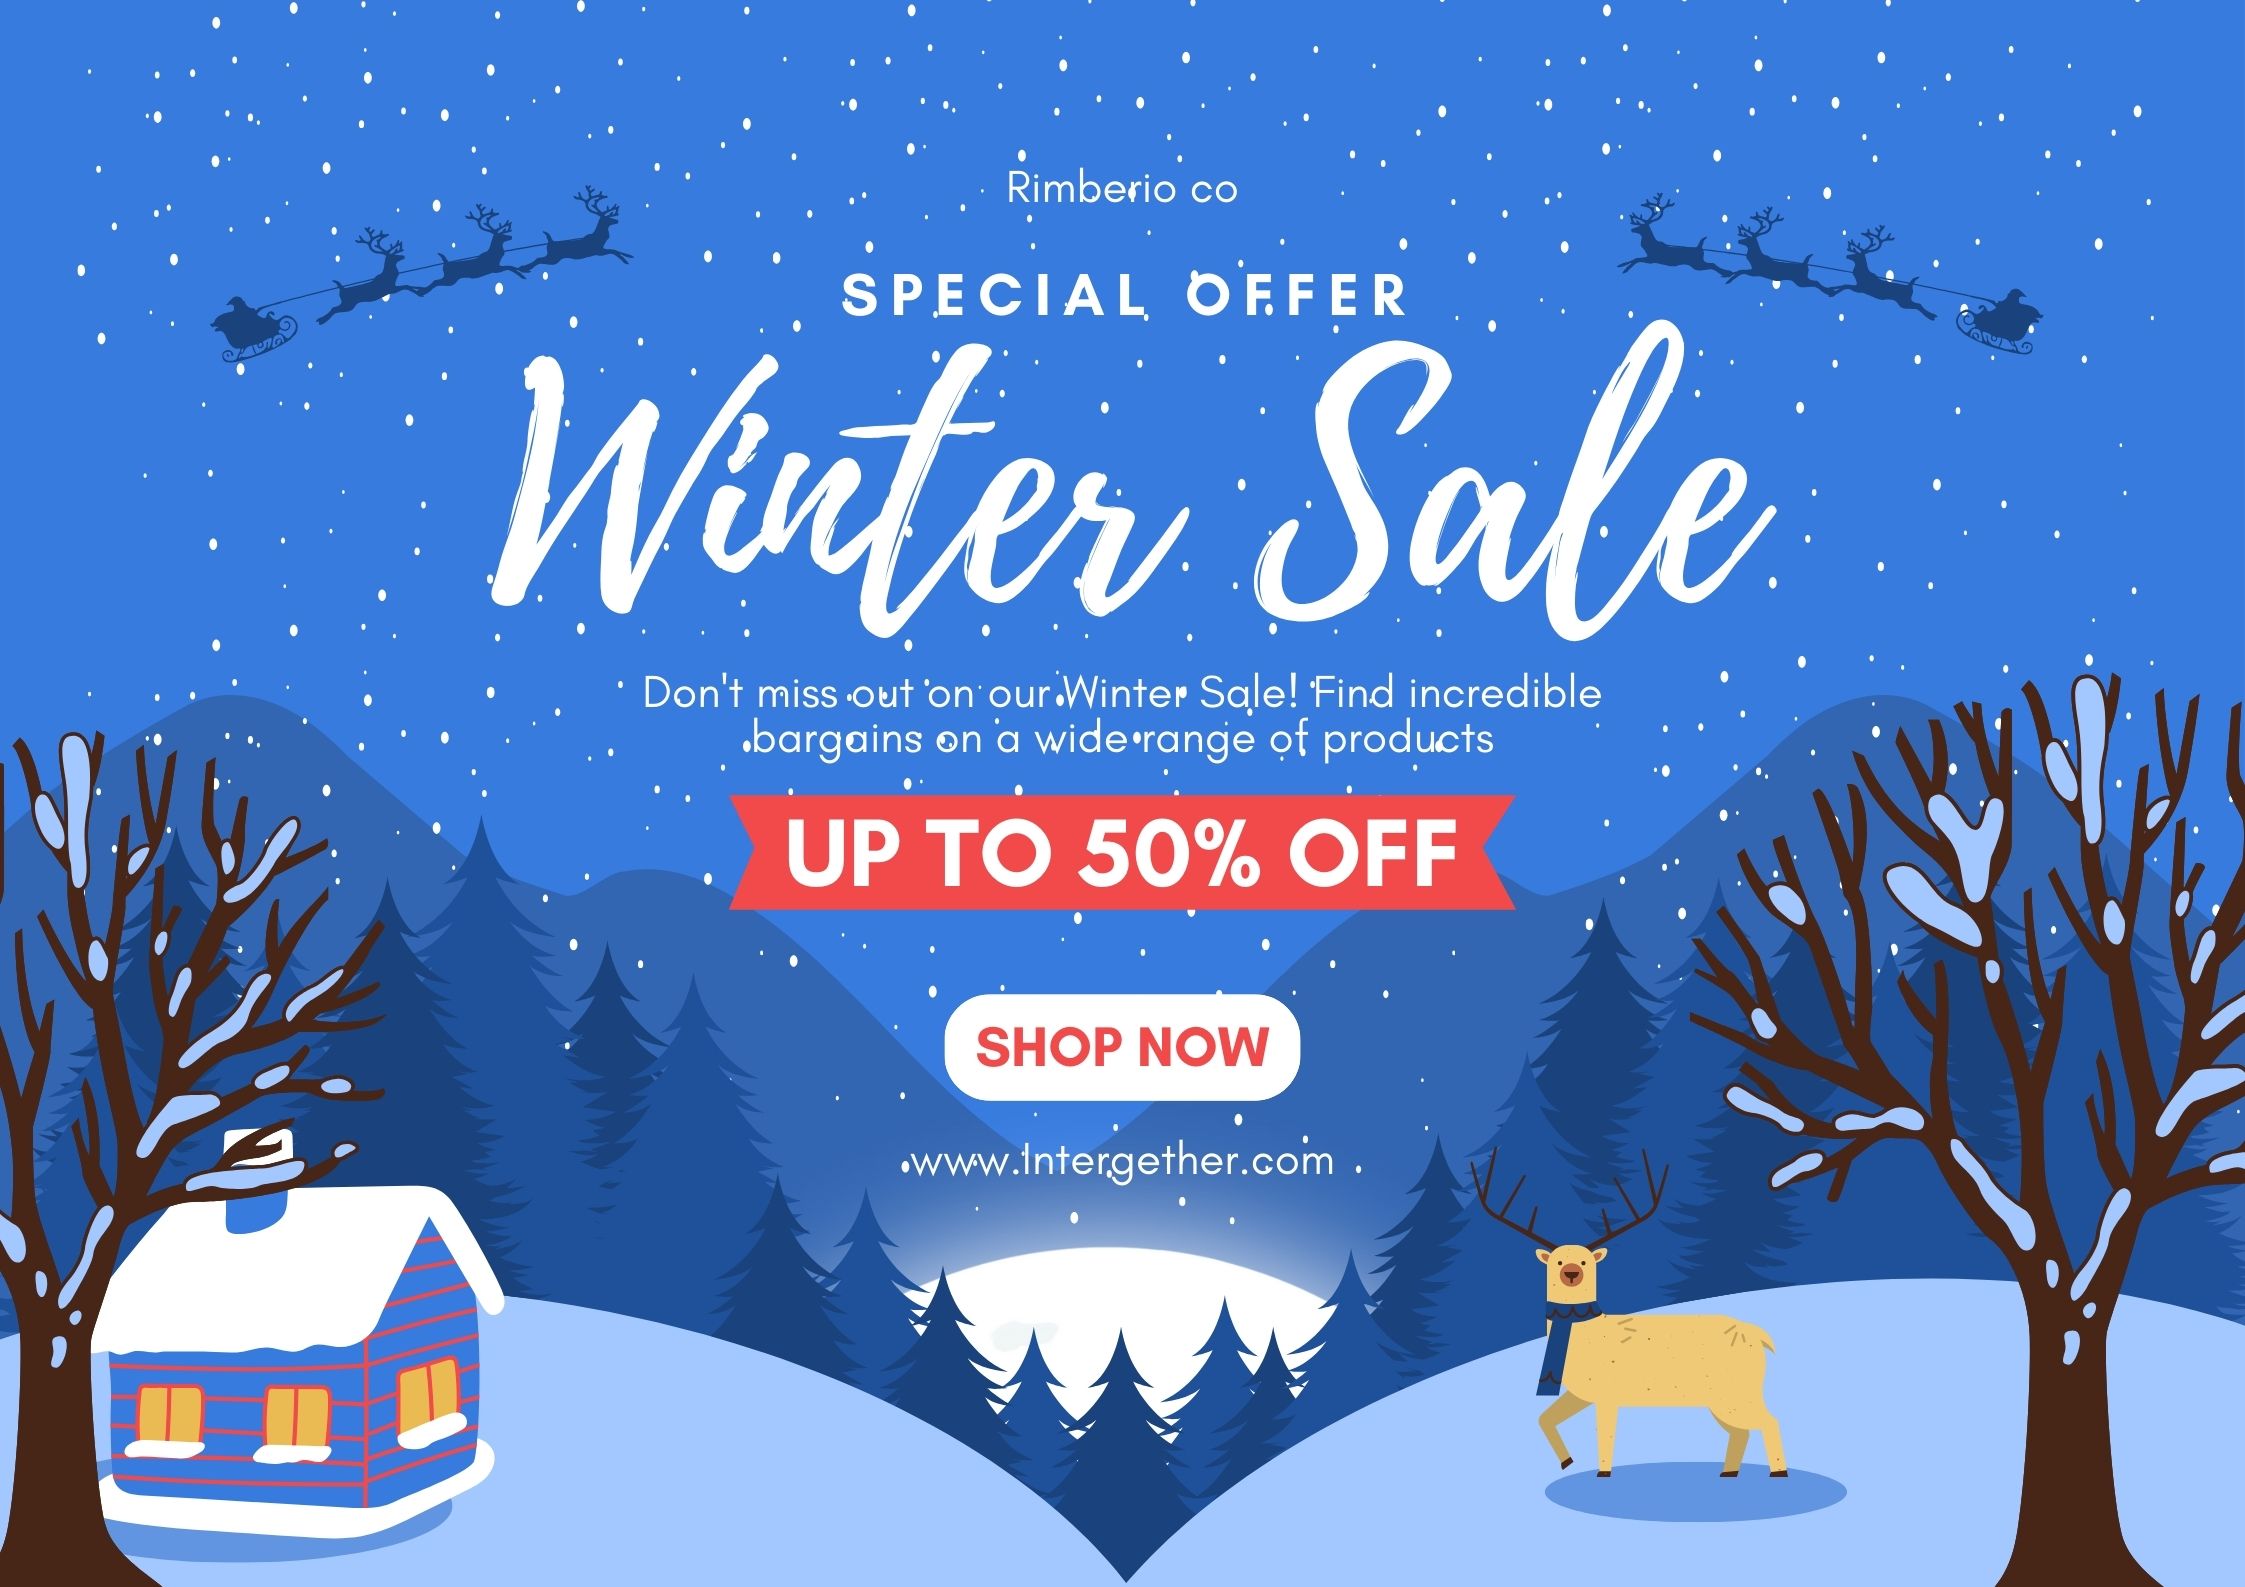 Rimberio co
SPECIAL OFFER
Winter Sale
Don't miss out on our Winter Sale! Find incredible
bargains on a wide range of products
UP TO 50% OFF
SHOP NOW
www.Intergether.com